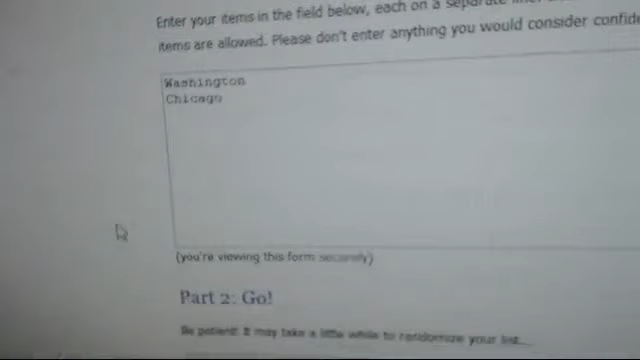 Enter your items in the field below, each on a separate line.
items are allowed. Please don't enter anything you would consider
Washington
Chicago
(you're viewing this form securely)
Part 2: Go!
Be patient! It may take a little while to randomize your list...